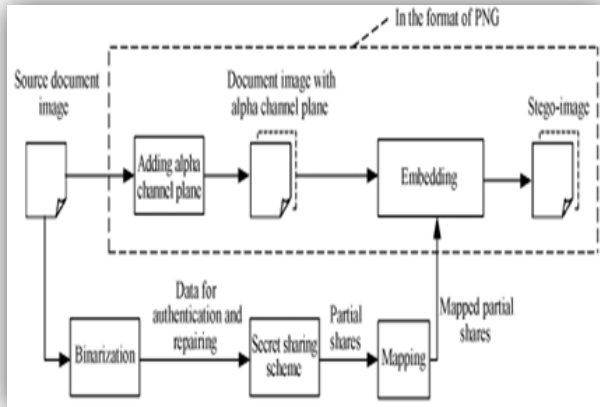 In the format of PNG
Source document
image
Document image with
alpha channel plane
Stego-image
Adding alpha
channel plane
Embedding
Data for
authentication and
repairing
Partial
shares
Mapped partial
shares
Binarization
Secret sharing
scheme
Mapping